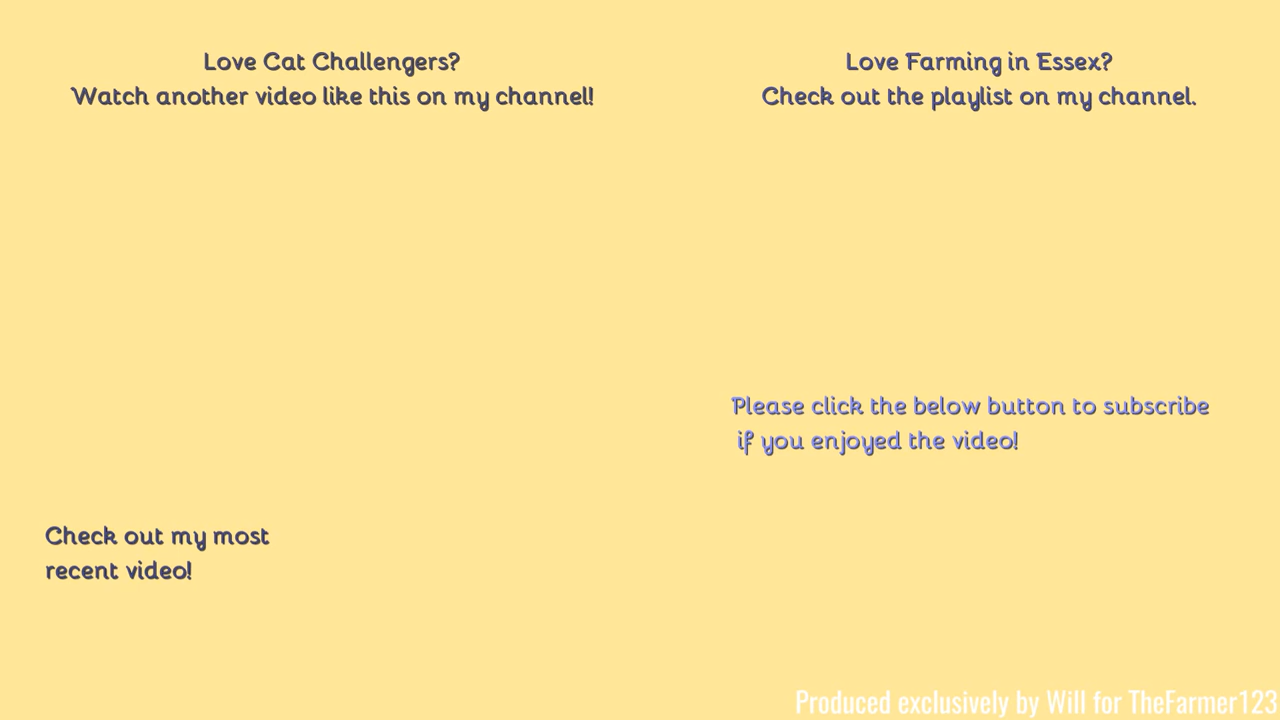 Love Cat Challengers?
Watch another video like this on my channel!
Love Farming in Essex?
Check out the playlist on my channel.
Please click the below button to subscribe
if you enjoyed the video!
Check out my most
recent video!
Produced exclusively by Will for TheFarmer123